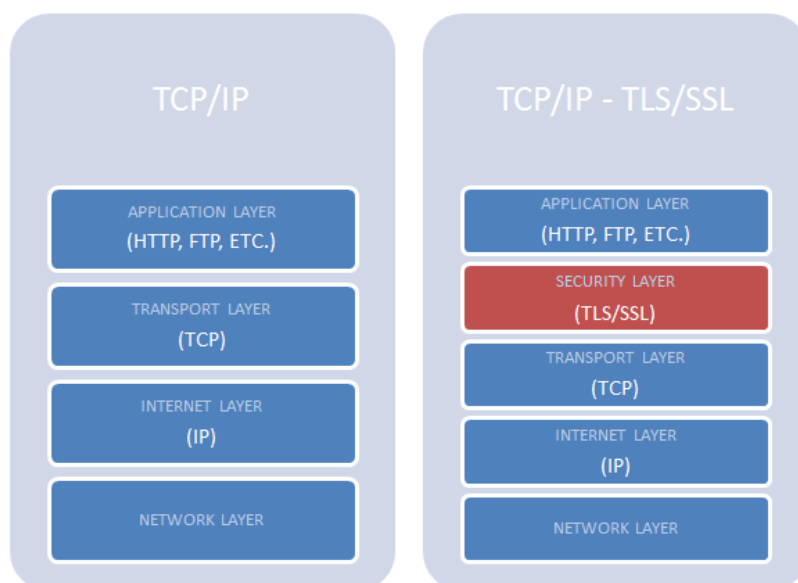 TCP/IP
APPLICATION LAYER
(HTTP, FTP, ETC.)
TRANSPORT LAYER
(TCP)
INTERNET LAYER
(IP)
NETWORK LAYER
TCP/IP - TLS/SSL
APPLICATION LAYER
(HTTP, FTP, ETC.)
SECURITY LAYER
(TLS/SSL)
TRANSPORT LAYER
(TCP)
INTERNET LAYER
(IP)
NETWORK LAYER